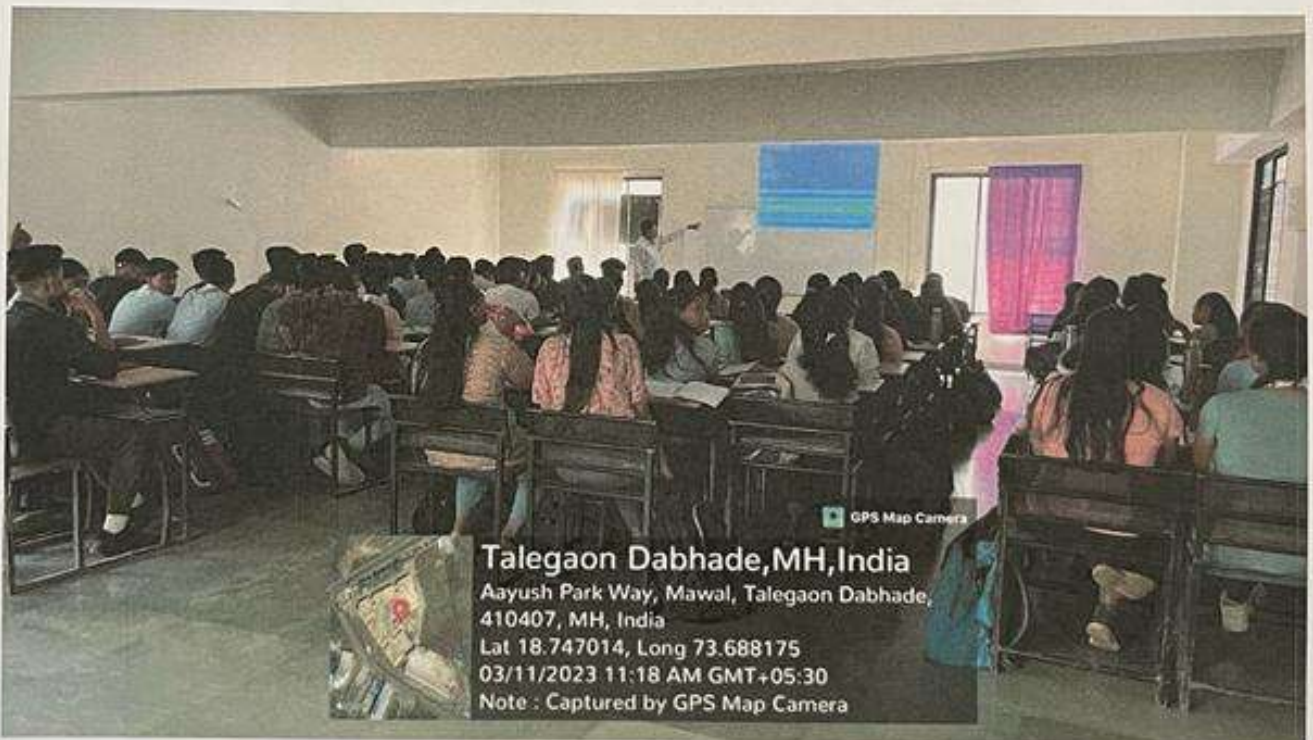 GPS Map Camera
Talegaon Dabhade,MH,India
Aayush Park Way, Mawal, Talegaon Dabhade,
410407, MH, India
Lat 18.747014, Long 73.688175
03/11/2023 11:18 AM GMT+05:30
Note : Captured by GPS Map Camera